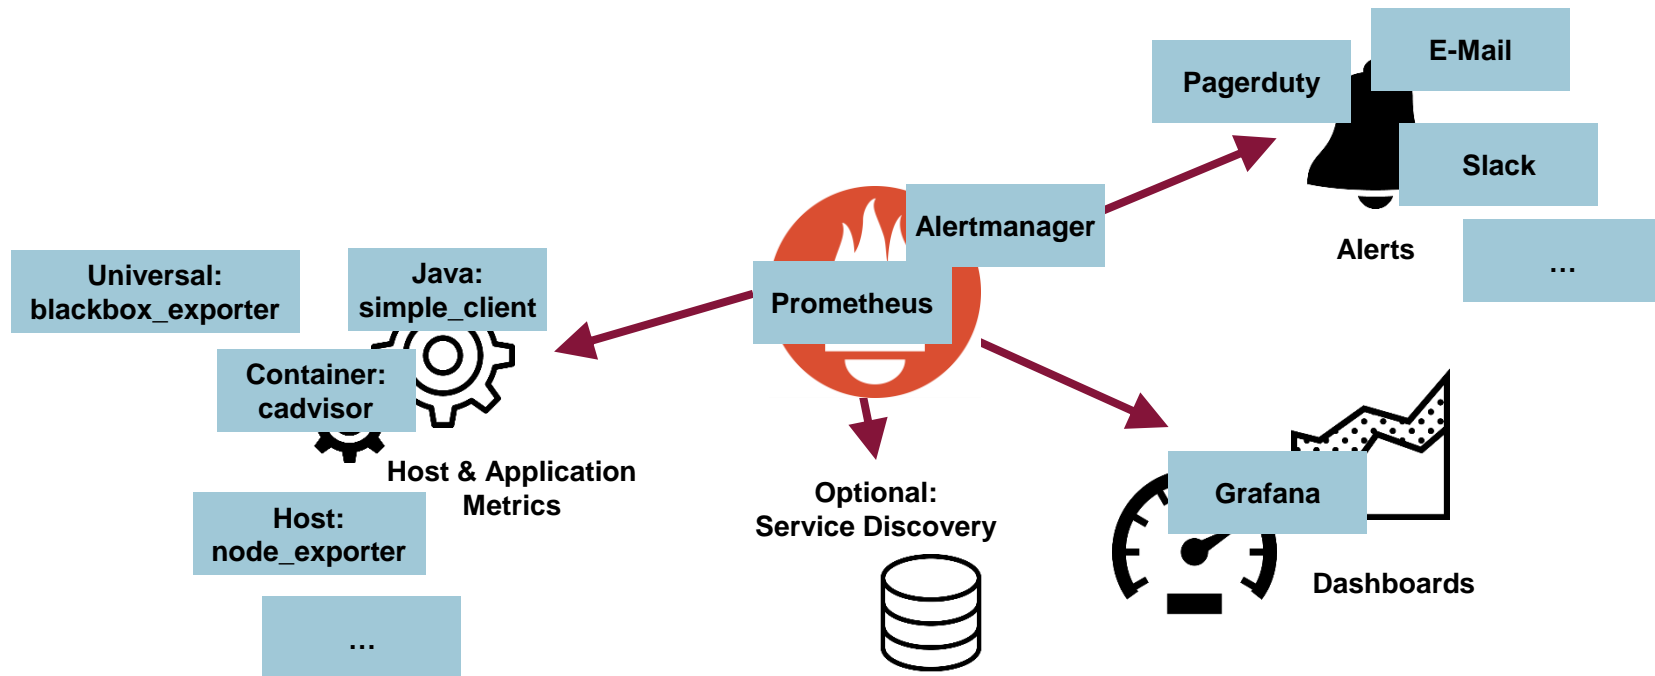 E-Mail
Pagerduty
Slack
Alertmanager
Alerts
…
Universal:
blackbox_exporter
Java:
simple_client
Prometheus
Container:
cadvisor
Host & Application
Metrics
Optional:
Service Discovery
Grafana
Host:
node_exporter
Dashboards
…